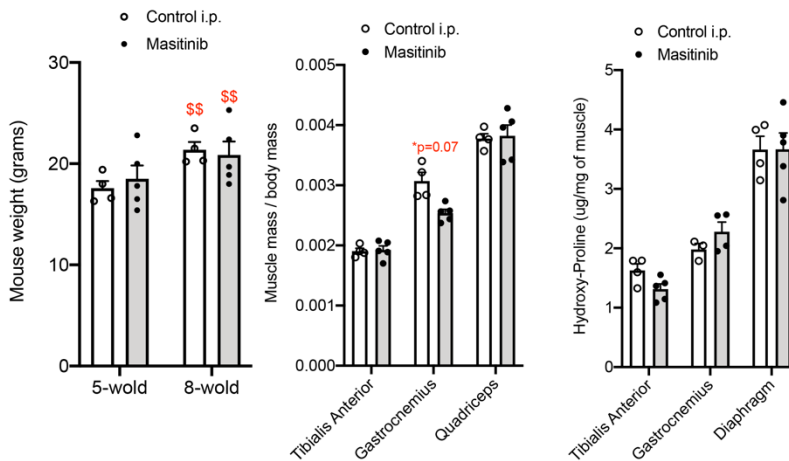 Control i.p.
Masitinib
Mouse weight (grams)
30
20
10
0
$$
$$
5-wold
8-wold
Control i.p.
Masitinib
Muscle mass / body mass
0.005
0.004
0.003
0.002
0.001
0.000
*p=0.07
Tibialis Anterior
Gastrocnemius
Quadriceps
Control i.p.
Masitinib
Hydroxy-Proline (ug/mg of muscle)
5
4
3
2
1
0
Tibialis Anterior
Gastrocnemius
Diaphragm